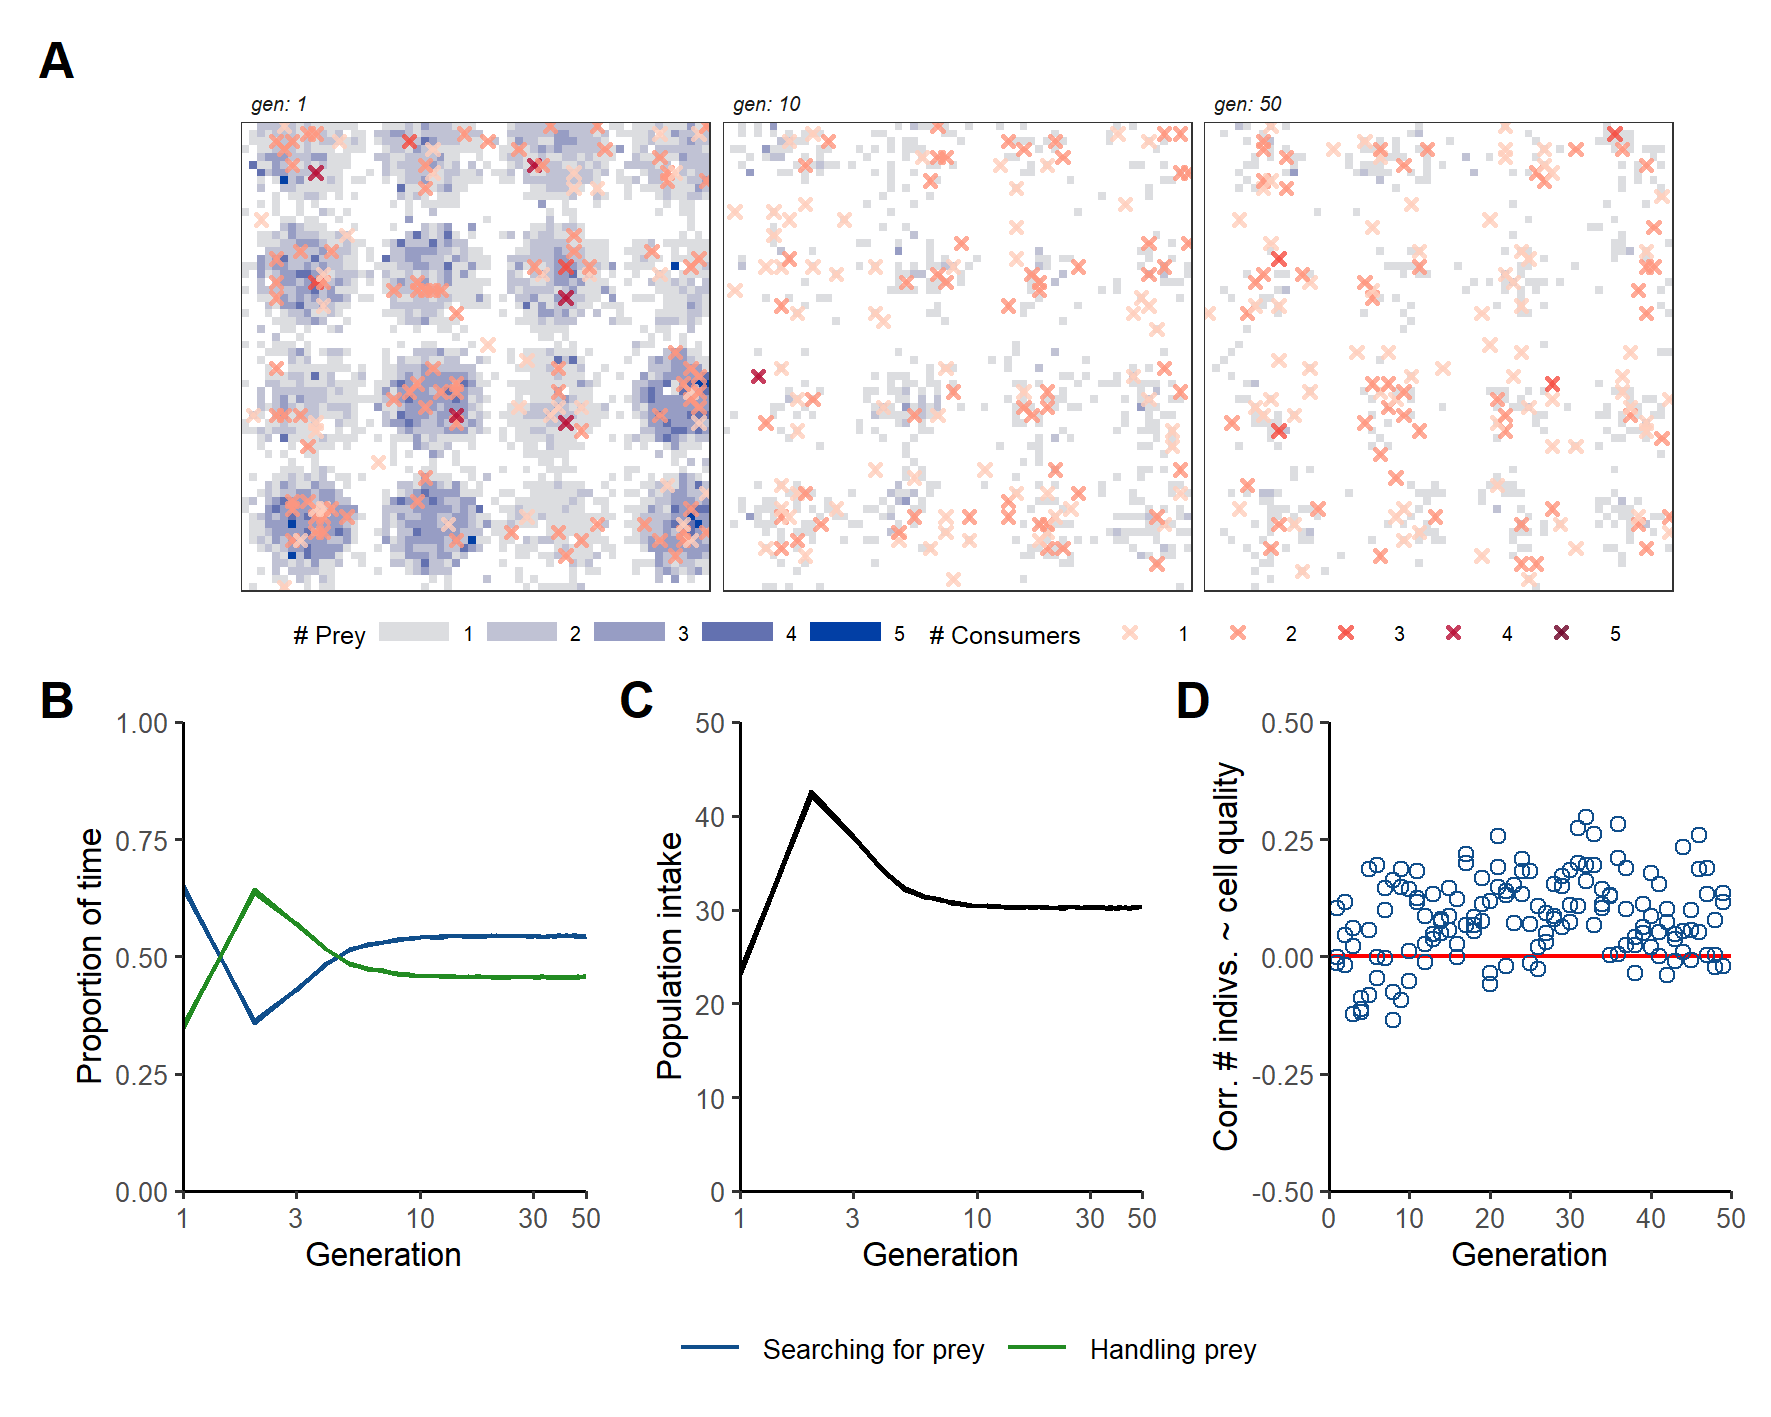 A
gen: 1
gen: 10
gen: 50
# Prey 1 2 3 4 5 # Consumers 1 2 3 4 5
B
Proportion of time
1.00
0.75
0.50
0.25
0.00
1 3 10 30 50
Generation
C
Population intake
50
40
30
20
10
0
1 3 10 30 50
Generation
D
Corr. # indivs. ~ cell quality
0.50
0.25
0.00
-0.25
-0.50
0 10 20 30 40 50
Generation
Searching for prey Handling prey